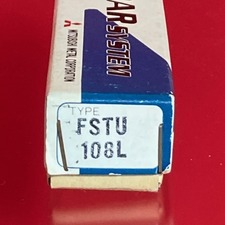 AR SYSTEM
MITSUBISHI METAL CORPORATION
TYPE
FSTU
108L